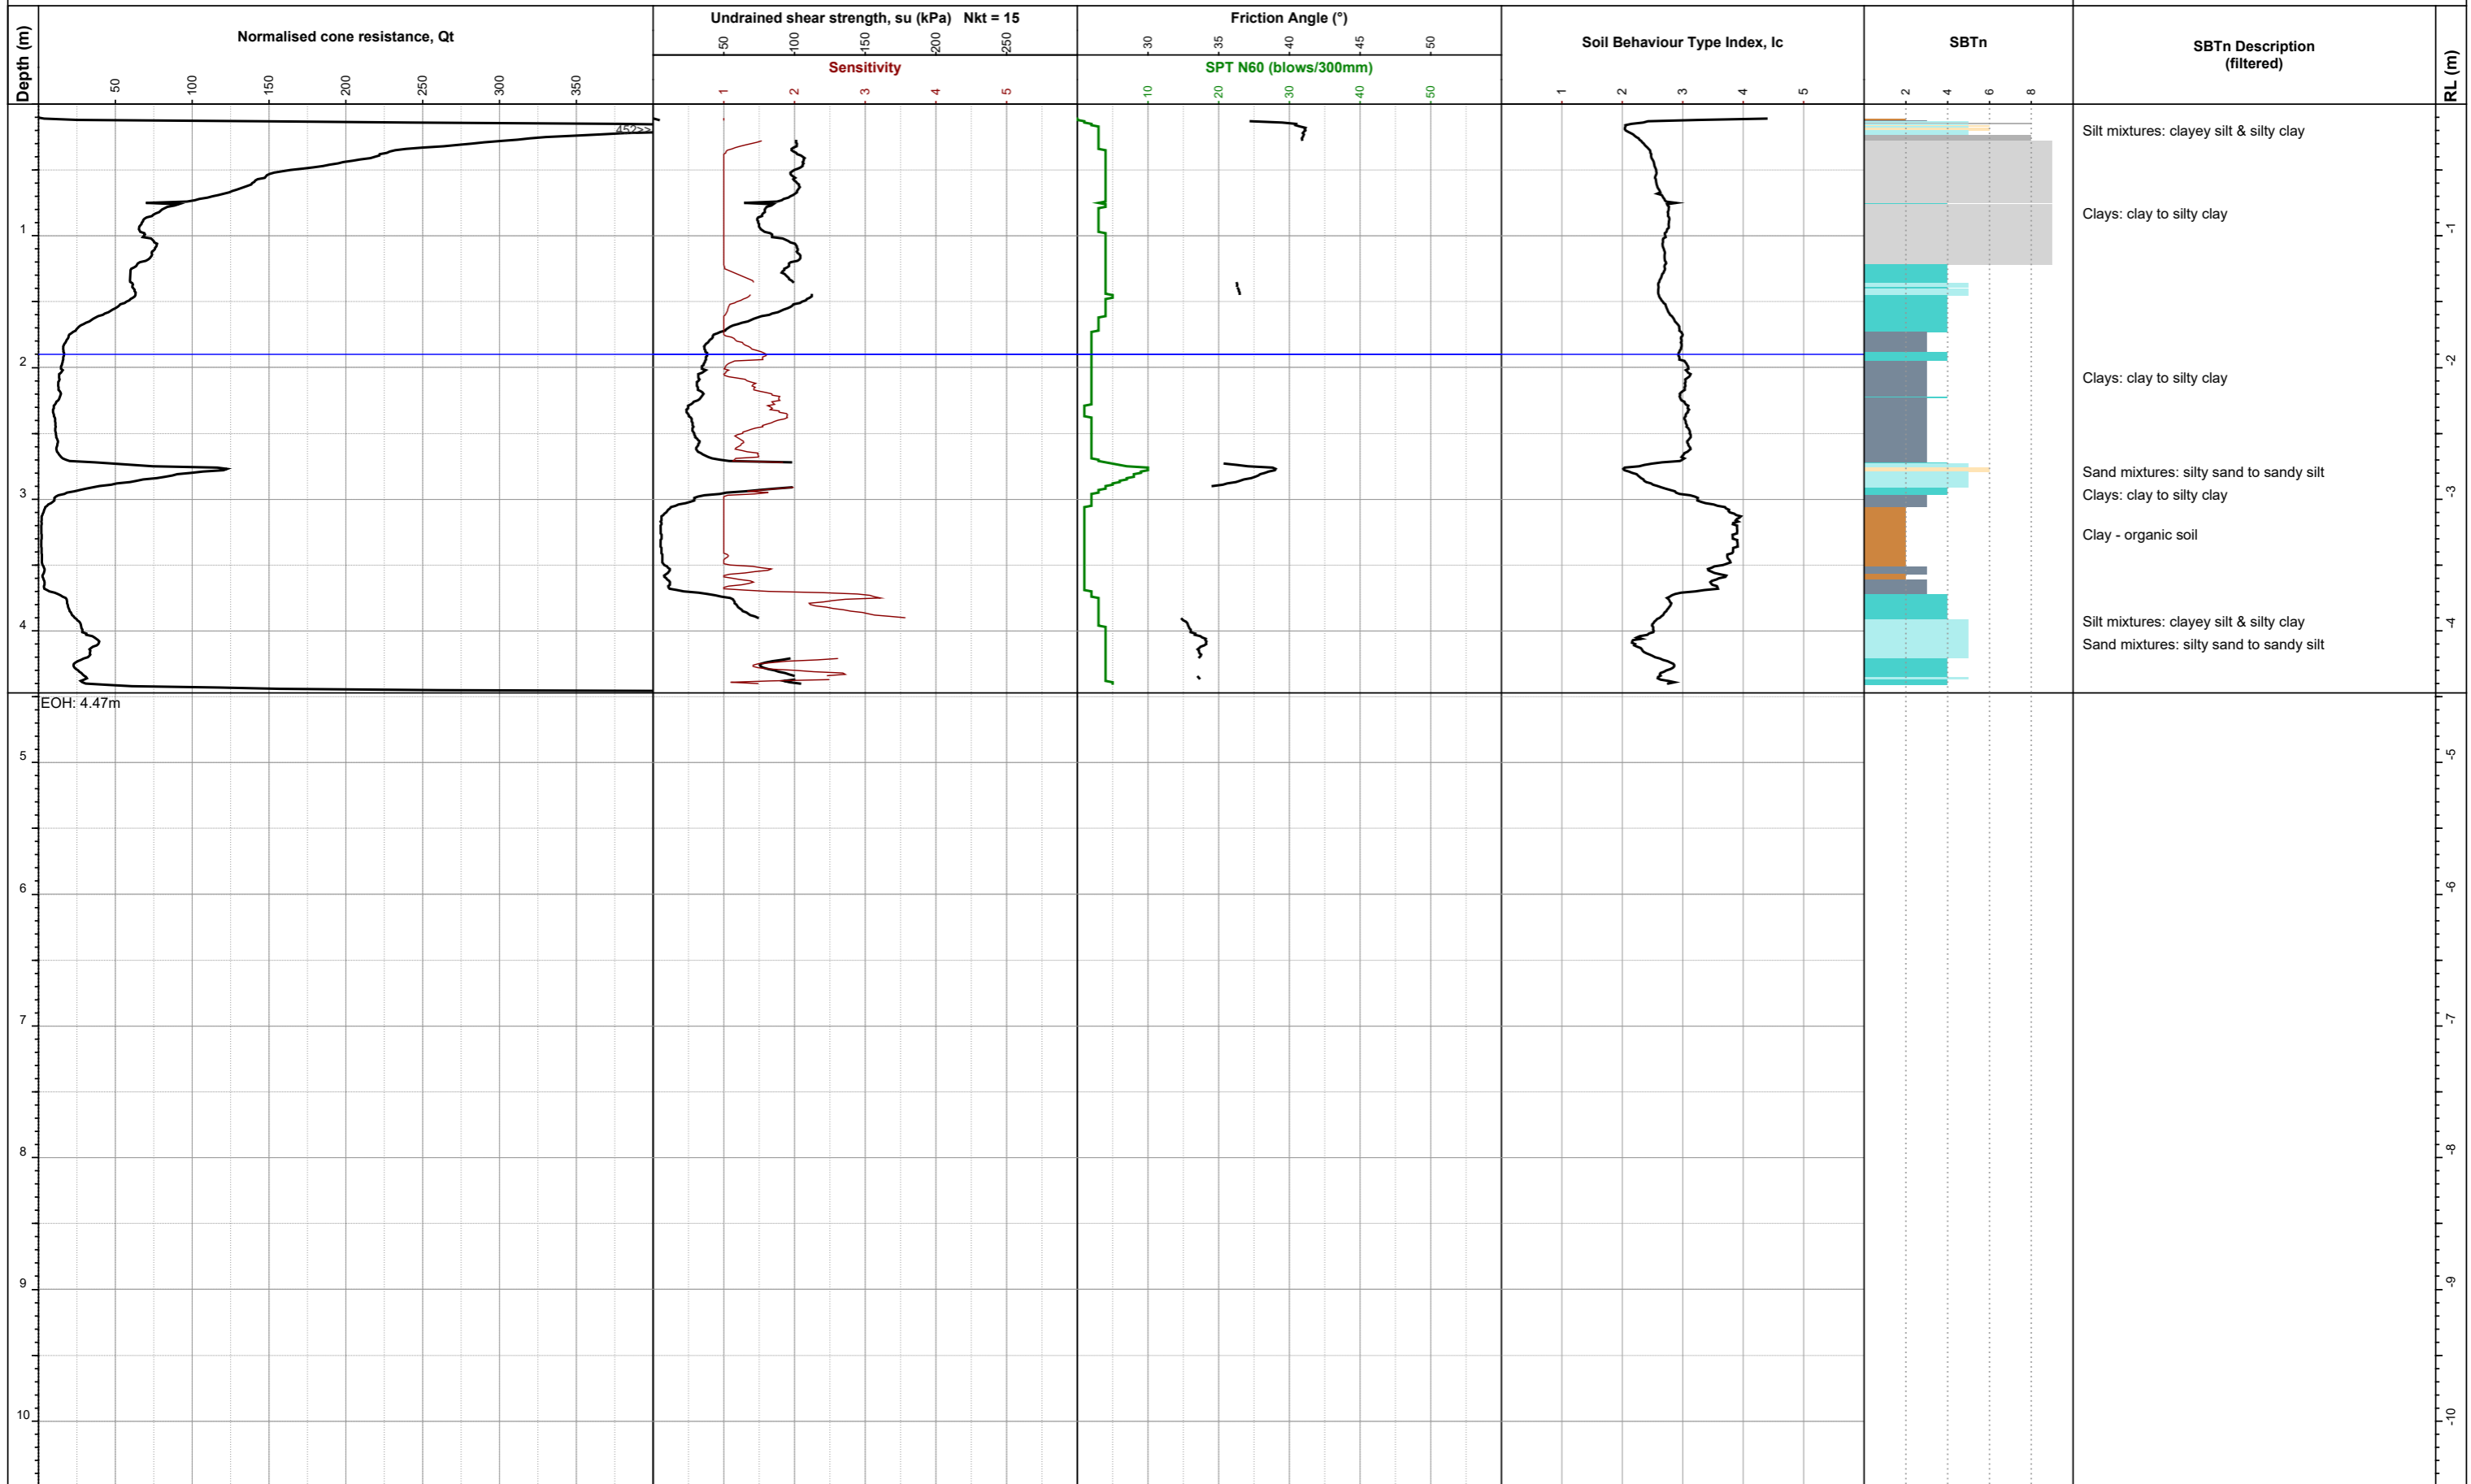 Depth (m)
Normalised cone resistance, Qt
50 100 150 200 250 300 350
Undrained shear strength, su (kPa) Nkt = 15
50 100 150 200 250
Sensitivity
1 2 3 4 5
Friction Angle (°)
30 35 40 45 50
SPT N60 (blows/300mm)
10 20 30 40 50
Soil Behaviour Type Index, Ic
1 2 3 4 5
SBTn
2 4 6 8
SBTn Description
(filtered)
RL (m)
452>>
Silt mixtures: clayey silt & silty clay
Clays: clay to silty clay
1 -1
2 -2
Clays: clay to silty clay
Sand mixtures: silty sand to sandy silt
3 -3
Clays: clay to silty clay
Clay - organic soil
Silt mixtures: clayey silt & silty clay
4 -4
Sand mixtures: silty sand to sandy silt
EOH: 4.47m
5 -5
6 -6
7 -7
8 -8
9 -9
10 -10